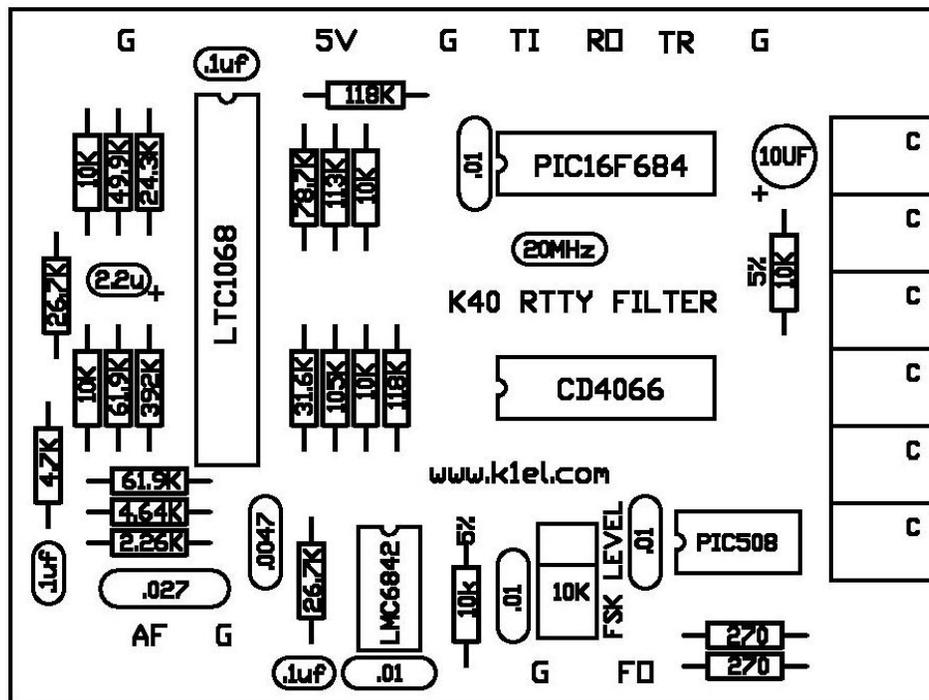 G 5V G TI RO TR G
.1uf
118K
10K 49.9K 24.3K
78.7K 113K 10K
.01
PIC16F684
10UF
+
C
C
C
C
C
C
LTC1068
20MHz
5%
10K
26.7K
2.2u
+
K40 RTTY FILTER
10K 61.9K 392K
31.6K 105K 10K 118K
CD4066
4.7K
61.9K
4.64K
2.26K
www.k1el.com
.0047
26.7K
LMC6842
5%
10k
.01
10K
FSK LEVEL
.01
PIC508
.1uf
.027
AF G
270
270
.1uf
.01
G FO